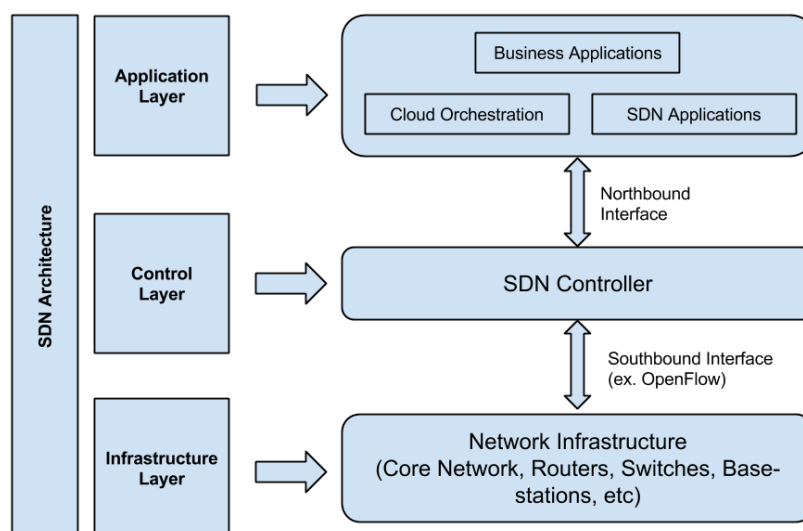 SDN Architecture
Application
Layer
Business Applications
Cloud Orchestration
SDN Applications
Northbound
Interface
Control
Layer
SDN Controller
Southbound Interface
(ex. OpenFlow)
Infrastructure
Layer
Network Infrastructure
(Core Network, Routers, Switches, Base-
stations, etc)